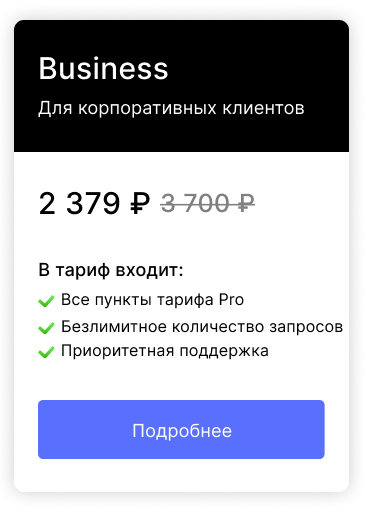 Business
Для корпоративных клиентов
2 379 ₽ 3 700 ₽
В тариф входит:
Все пункты тарифа Pro
Безлимитное количество запросов
Приоритетная поддержка
Подробнее